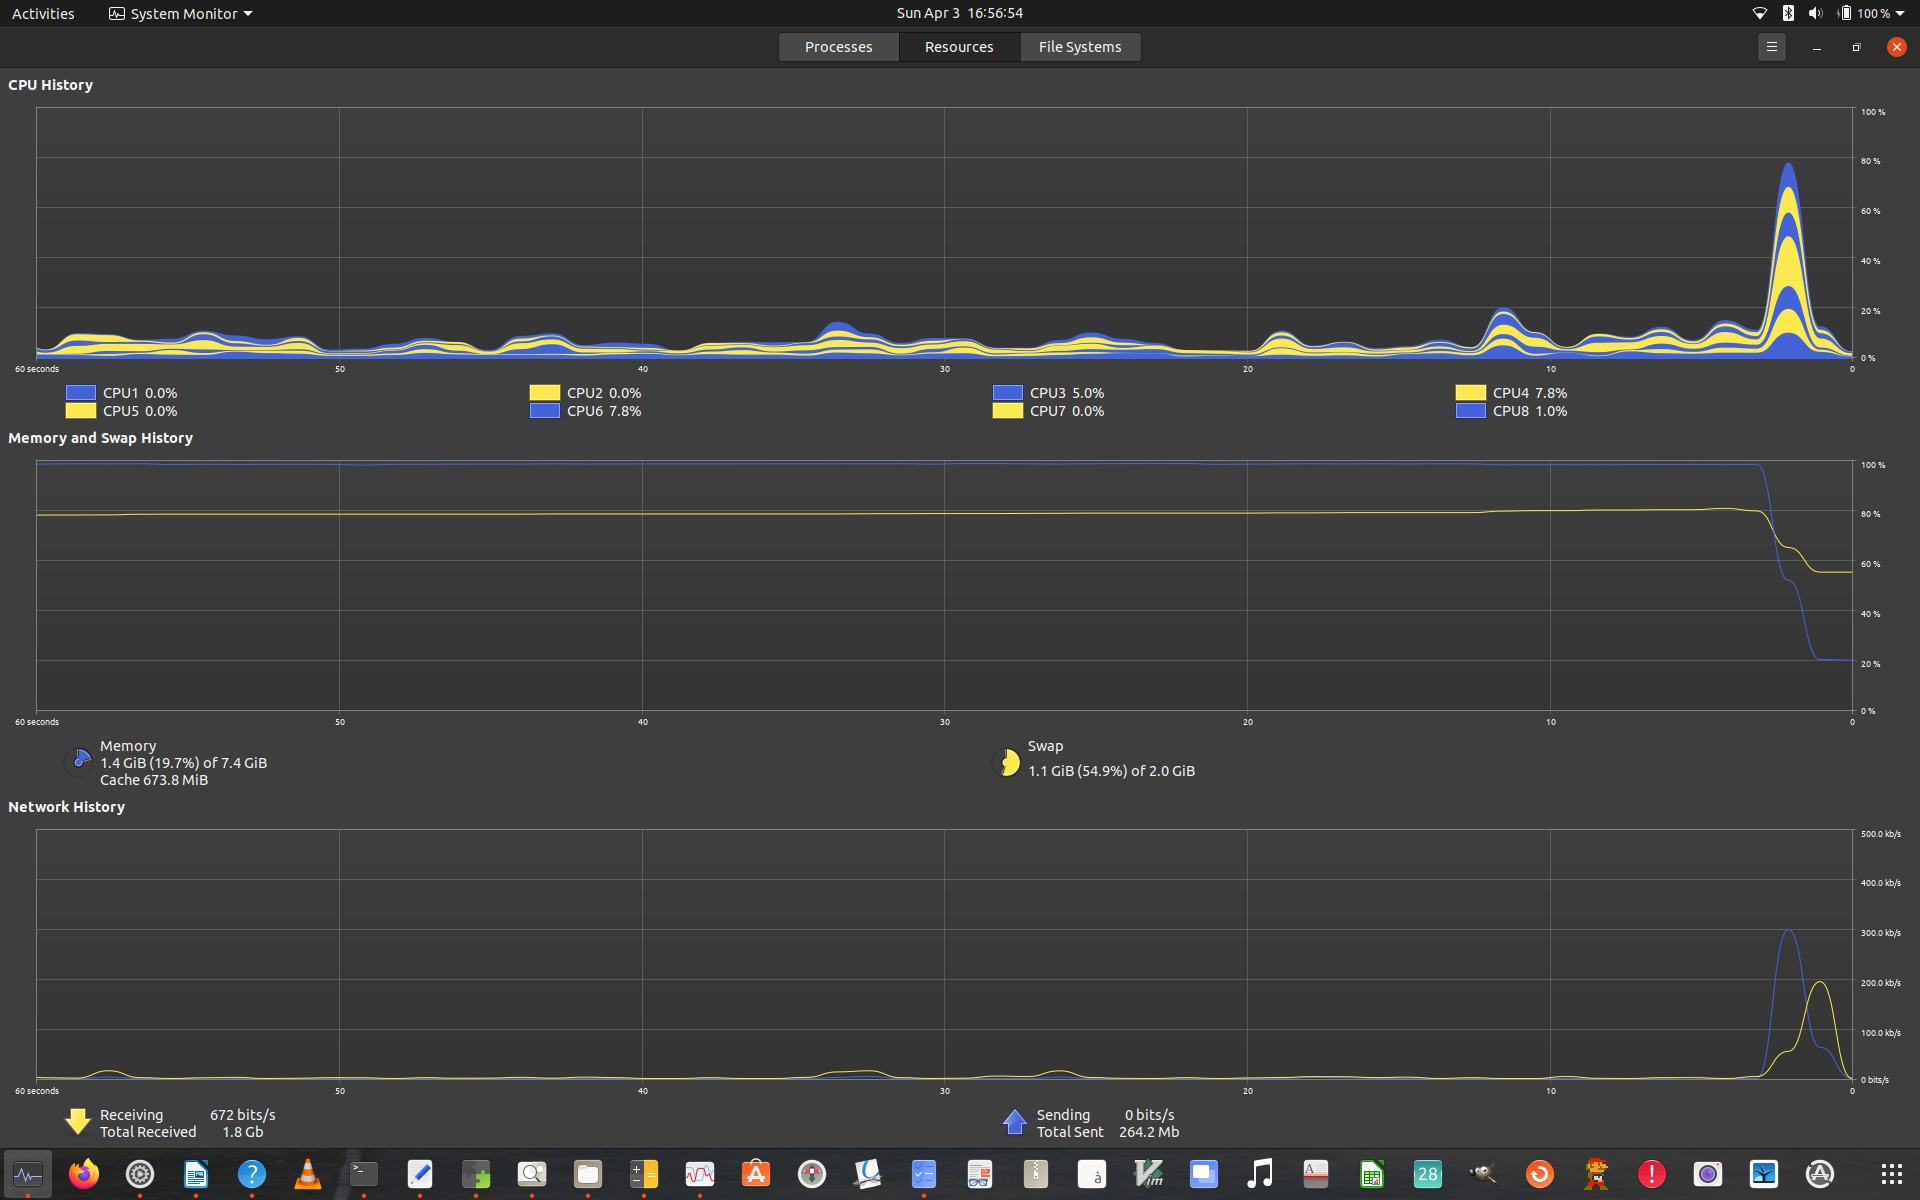 Activities
System Monitor
Sun Apr 3 16:56:54
100 %
Processes
Resources
File Systems
CPU History
100 %
80 %
60 %
40 %
20 %
0 %
60 seconds
50
40
30
20
10
0
CPU1 0.0%
CPU2 0.0%
CPU3 5.0%
CPU4 7.8%
CPU5 0.0%
CPU6 7.8%
CPU7 0.0%
CPU8 1.0%
Memory and Swap History
100 %
80 %
60 %
40 %
20 %
0 %
60 seconds
50
40
30
20
10
0
Memory
1.4 GiB (19.7%) of 7.4 GiB
Cache 673.8 MiB
Swap
1.1 GiB (54.9%) of 2.0 GiB
Network History
500.0 kb/s
400.0 kb/s
300.0 kb/s
200.0 kb/s
100.0 kb/s
0 bits/s
60 seconds
50
40
30
20
10
0
Receiving 672 bits/s
Total Received 1.8 Gb
Sending 0 bits/s
Total Sent 264.2 Mb
?
>_
à
Vim
A
28
!